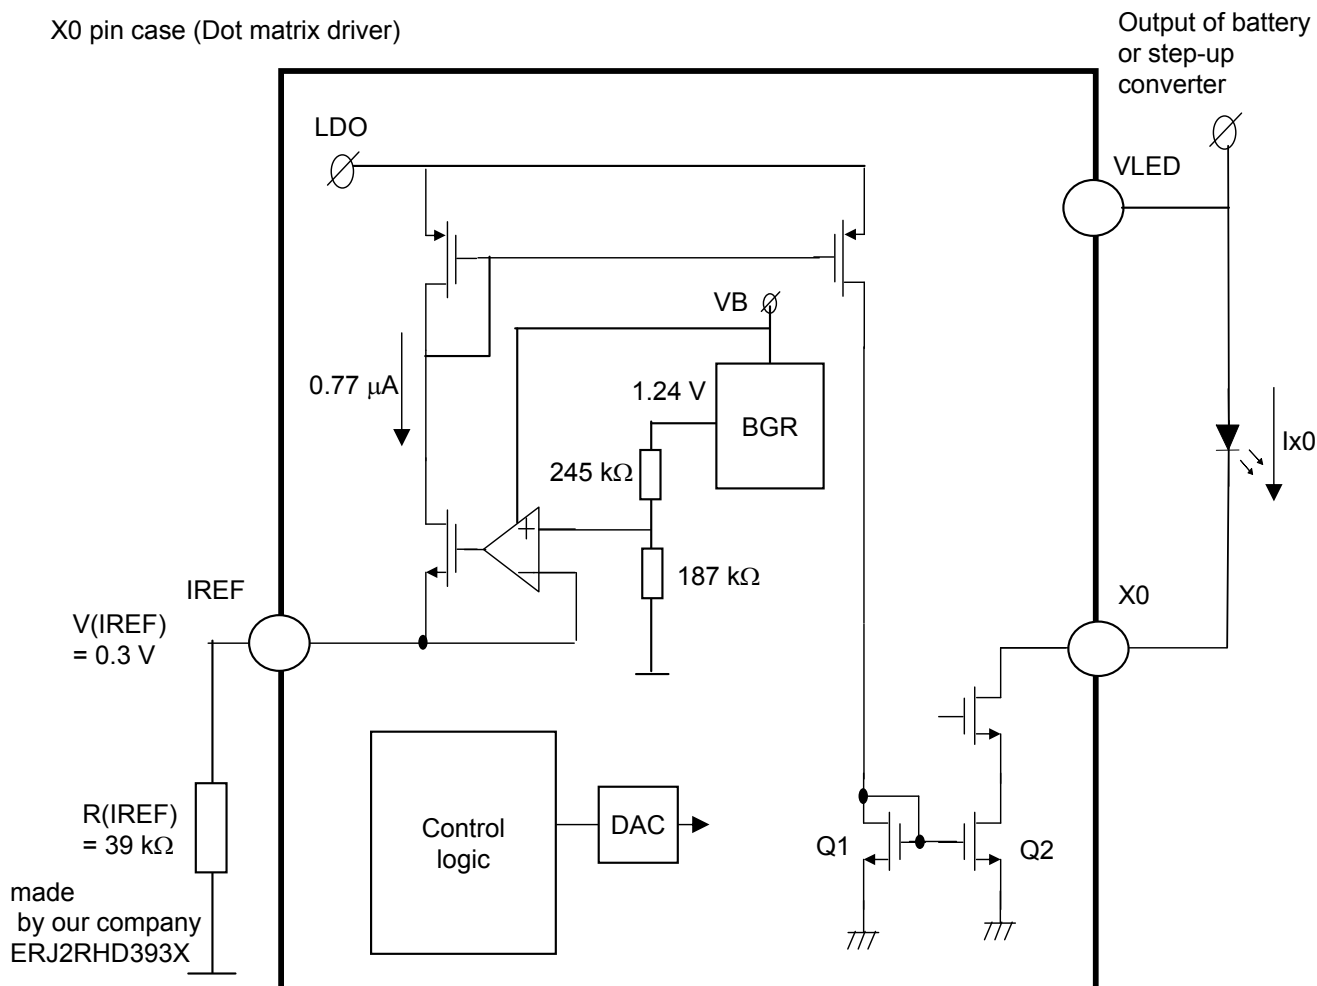 X0 pin case (Dot matrix driver)
Output of battery
or step-up
converter
LDO
VLED
VB
0.77 μA
1.24 V
BGR
Ix0
245 kΩ
+
187 kΩ
IREF
X0
V(IREF)
= 0.3 V
R(IREF)
= 39 kΩ
Control
logic
DAC
Q1
Q2
made
by our company
ERJ2RHD393X